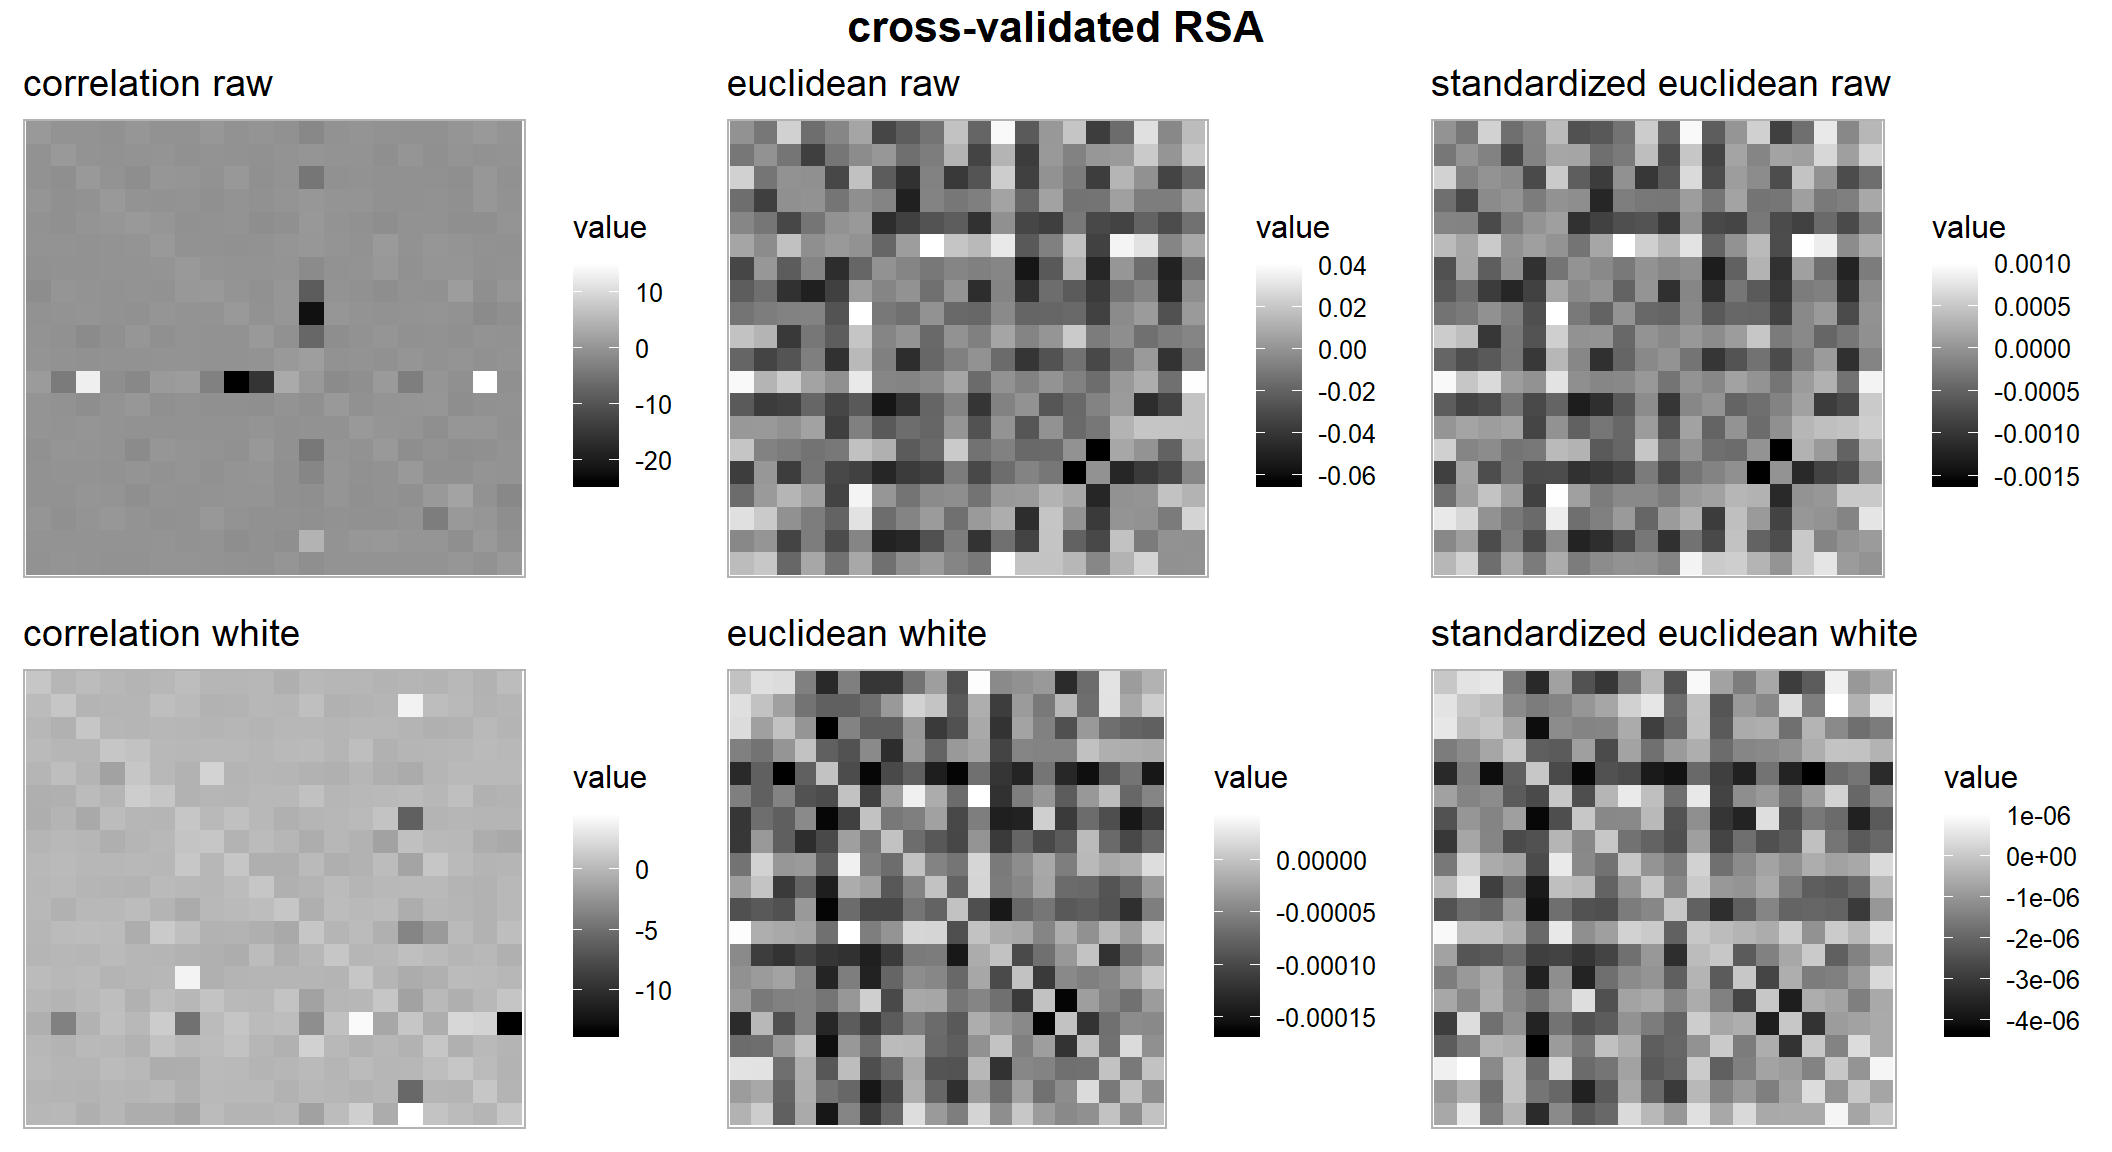 cross-validated RSA
correlation raw
value
10
0
-10
-20
euclidean raw
value
0.04
0.02
0.00
-0.02
-0.04
-0.06
standardized euclidean raw
value
0.0010
0.0005
0.0000
-0.0005
-0.0010
-0.0015
correlation white
value
0
-5
-10
euclidean white
value
0.00000
-0.00005
-0.00010
-0.00015
standardized euclidean white
value
1e-06
0e+00
-1e-06
-2e-06
-3e-06
-4e-06